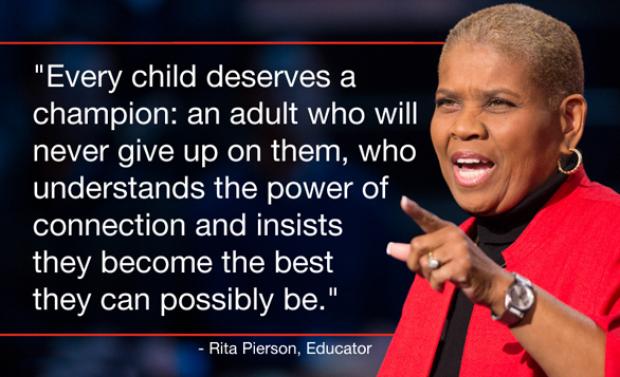 "Every child deserves a
champion: an adult who will
never give up on them, who
understands the power of
connection and insists
they become the best
they can possibly be."
- Rita Pierson, Educator